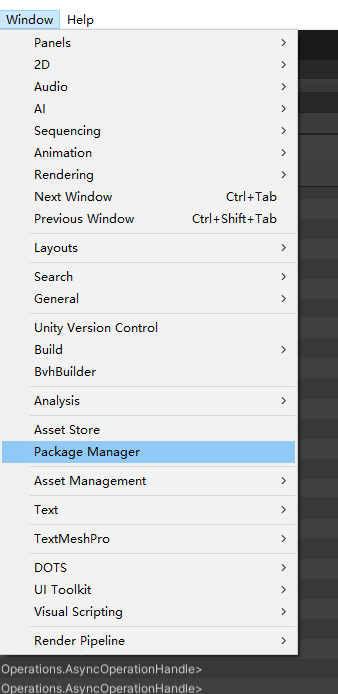 Window Help
Panels
2D
Audio
AI
Sequencing
Animation
Rendering
Next Window Ctrl+Tab
Previous Window Ctrl+Shift+Tab
Layouts
Search
General
Unity Version Control
Build
BvhBuilder
Analysis
Asset Store
Package Manager
Asset Management
Text
TextMeshPro
DOTS
UI Toolkit
Visual Scripting
Render Pipeline
Operations.AsyncOperationHandle>
Operations.AsyncOperationHandle>